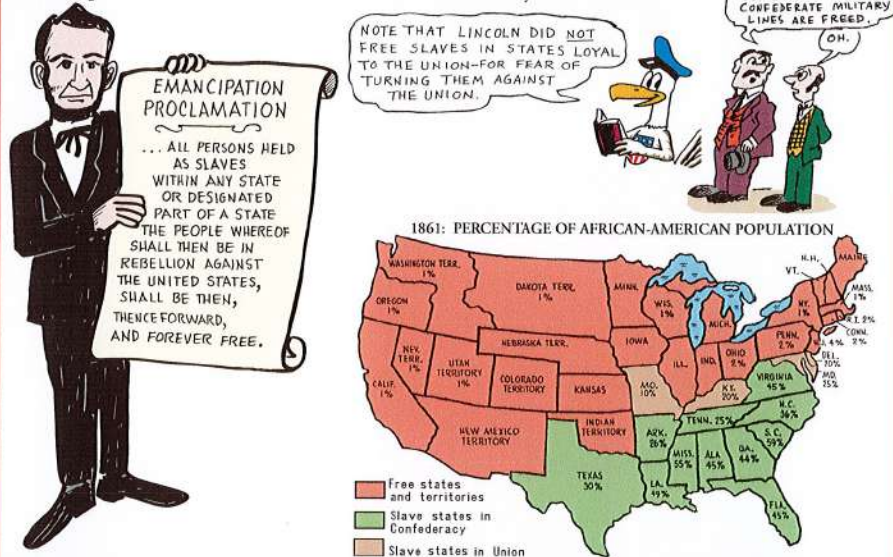 NOTE THAT LINCOLN DID NOT
FREE SLAVES IN STATES LOYAL
TO THE UNION-FOR FEAR OF
TURNING THEM AGAINST
THE UNION.
CONFEDERATE MILITARY
LINES ARE FREED.
OH.
EMANCIPATION
PROCLAMATION
... ALL PERSONS HELD
AS SLAVES
WITHIN ANY STATE
OR DESIGNATED
PART OF A STATE
THE PEOPLE WHEREOF
SHALL THEN BE IN
REBELLION AGAINST
THE UNITED STATES,
SHALL BE THEN,
THENCEFORWARD,
AND FOREVER FREE.
1861: PERCENTAGE OF AFRICAN-AMERICAN POPULATION
WASHINGTON TERR.
1%
OREGON
1%
CALIF.
1%
NEV.
TERR.
1%
UTAH
TERRITORY
1%
DAKOTA TERR.
1%
NEBRASKA TERR.
COLORADO
TERRITORY
KANSAS
NEW MEXICO
TERRITORY
INDIAN
TERRITORY
TEXAS
30%
MINN.
IOWA
WIS.
1%
MICH.
ILL.
IND.
OHIO
2%
MO.
10%
KY.
20%
ARK.
26%
LA.
49%
TENN. 25%
MISS.
55%
ALA
45%
GA.
44%
FLA.
45%
S.C.
59%
N.C.
36%
VIRGINIA
45%
PENN.
2%
N.Y.
1%
VT.
N.H.
MAINE
MASS.
1%
R.I. 2%
CONN.
2%
N.J. 4%
DEL.
20%
MD.
25%
Free states
and territories
Slave states in
Confederacy
Slave states in Union